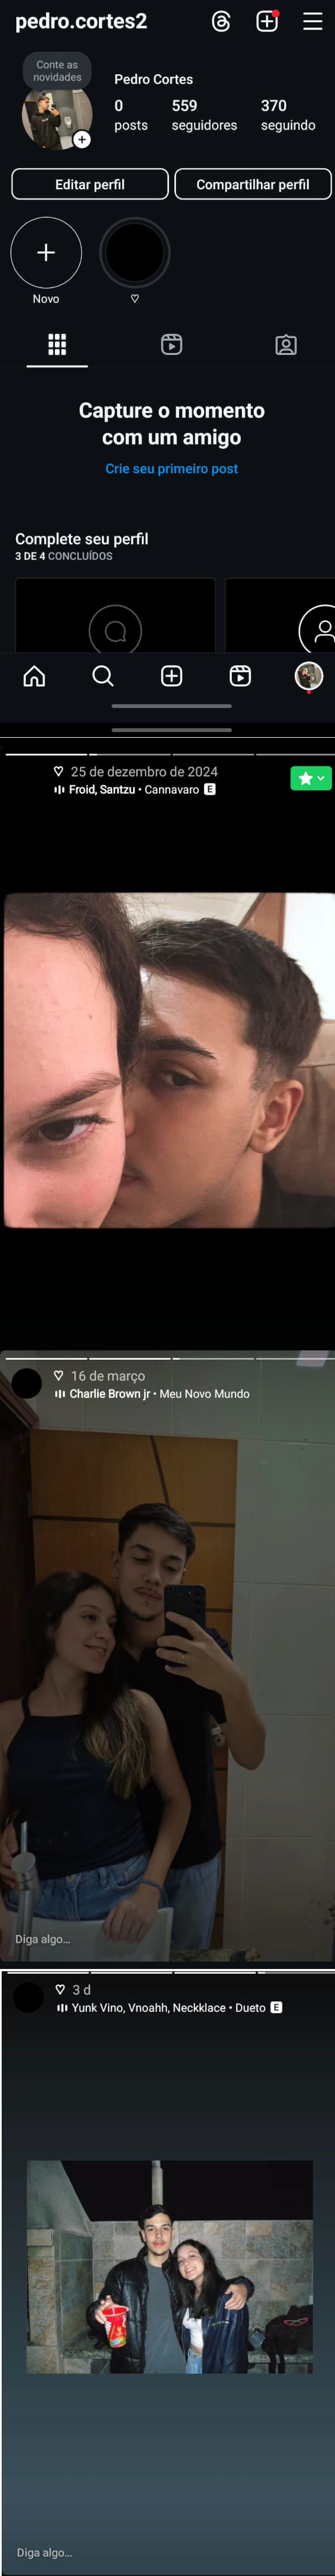 pedro.cortes2
Conte as
novidades
Pedro Cortes
0 559 370
posts seguidores seguindo
Editar perfil Compartilhar perfil
Novo ♡
Capture o momento
com um amigo
Crie seu primeiro post
Complete seu perfil
3 DE 4 CONCLUÍDOS
♡ 25 de dezembro de 2024
Froid, Santzu • Cannavaro E
♡ 16 de março
Charlie Brown jr • Meu Novo Mundo
Diga algo...
♡ 3 d
Yunk Vino, Vnoahh, Neckklace • Dueto E
Diga algo...